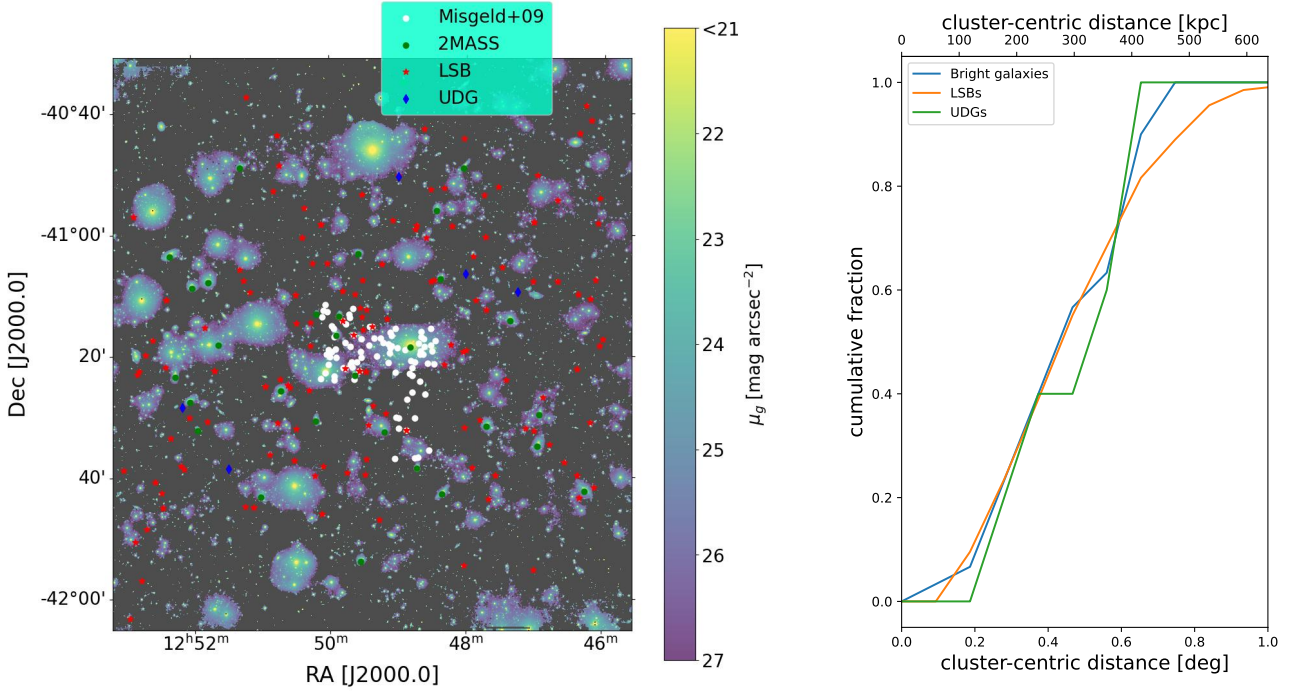 Misgeld+09
2MASS
LSB
UDG
-40°40'
-41°00'
20'
40'
-42°00'
Dec [J2000.0]
12ʰ52ᵐ
50ᵐ
48ᵐ
46ᵐ
RA [J2000.0]
<21
22
23
24
25
26
27
μg [mag arcsec⁻²]
cluster-centric distance [kpc]
0 100 200 300 400 500 600
Bright galaxies
LSBs
UDGs
1.0
0.8
0.6
0.4
0.2
0.0
cumulative fraction
0.0 0.2 0.4 0.6 0.8 1.0
cluster-centric distance [deg]